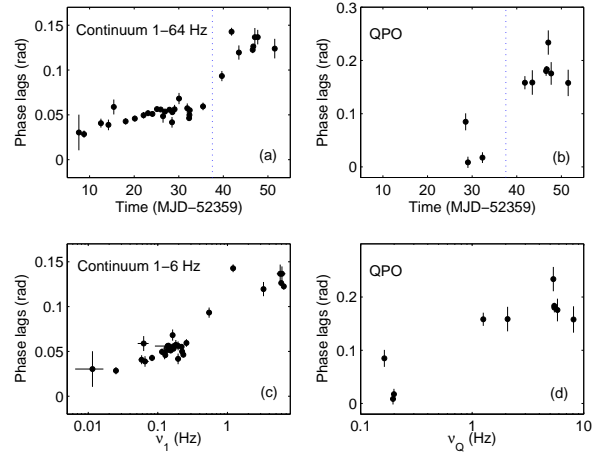 Continuum 1−64 Hz
Phase lags (rad)
0.15
0.1
0.05
0
(a)
10 20 30 40 50
Time (MJD−52359)
QPO
Phase lags (rad)
0.3
0.2
0.1
0
(b)
10 20 30 40 50
Time (MJD−52359)
Continuum 1−6 Hz
Phase lags (rad)
0.15
0.1
0.05
0
(c)
0.01 0.1 1
ν1 (Hz)
QPO
Phase lags (rad)
0.2
0.1
0
(d)
0.1 1 10
νQ (Hz)